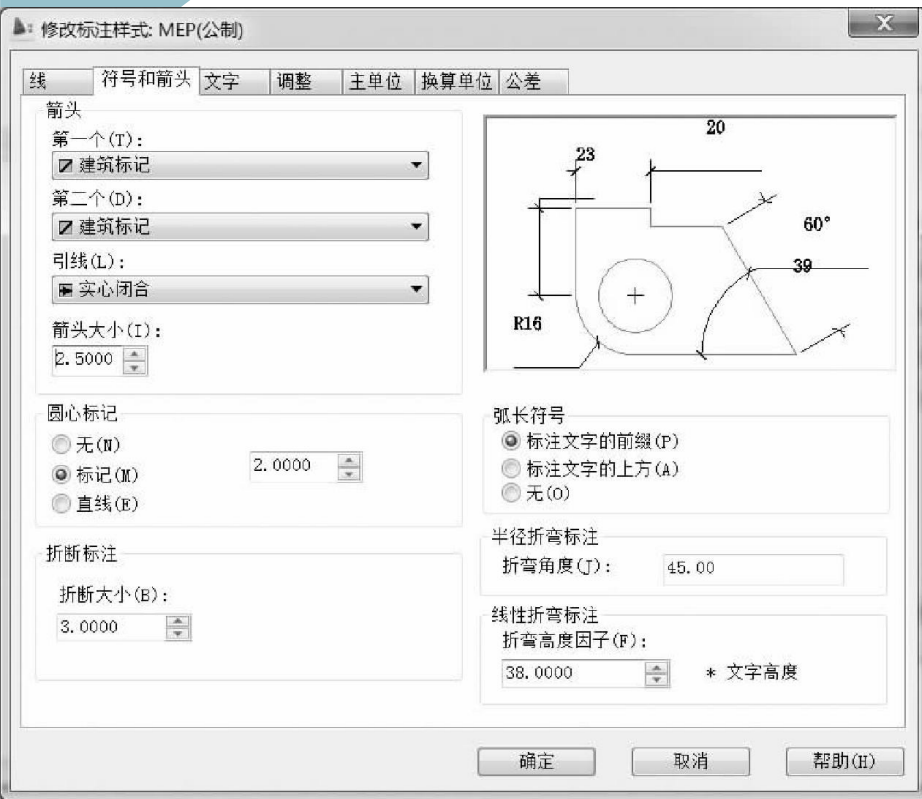 修改标注样式: MEP(公制)
线 符号和箭头 文字 调整 主单位 换算单位 公差
箭头
第一个(T):
建筑标记
第二个(D):
建筑标记
引线(L):
实心闭合
箭头大小(I):
2.5000
20
23
60°
39
R16
圆心标记
无(N)
标记(M)
2.0000
直线(E)
弧长符号
标注文字的前缀(P)
标注文字的上方(A)
无(O)
折断标注
折断大小(B):
3.0000
半径折弯标注
折弯角度(J): 45.00
线性折弯标注
折弯高度因子(F):
38.0000 * 文字高度
确定 取消 帮助(H)